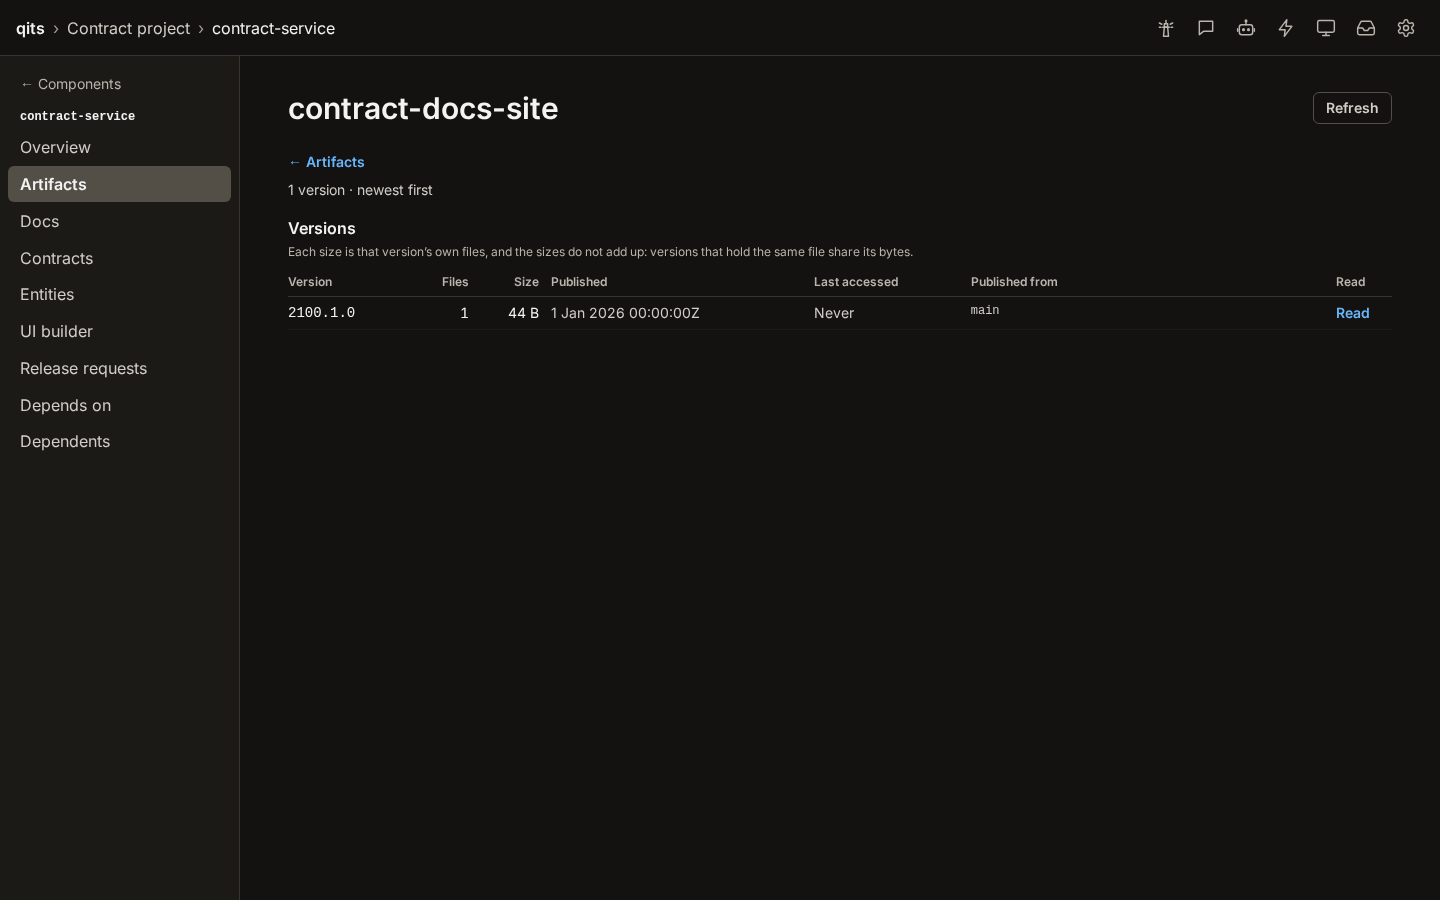 qits › Contract project › contract-service
← Components
contract-service
Overview
Artifacts
Docs
Contracts
Entities
UI builder
Release requests
Depends on
Dependents
contract-docs-site
Refresh
← Artifacts
1 version · newest first
Versions
Each size is that version’s own files, and the sizes do not add up: versions that hold the same file share its bytes.
Version Files Size Published Last accessed Published from Read
2100.1.0 1 44 B 1 Jan 2026 00:00:00Z Never main Read